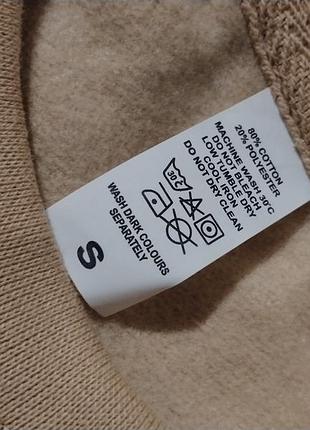 80% COTTON
20% POLYESTER
MACHINE WASH 30°C
DO NOT BLEACH
LOW TUMBLE DRY
COOL IRON
DO NOT DRY CLEAN
30
WASH DARK COLOURS
SEPARATELY
S